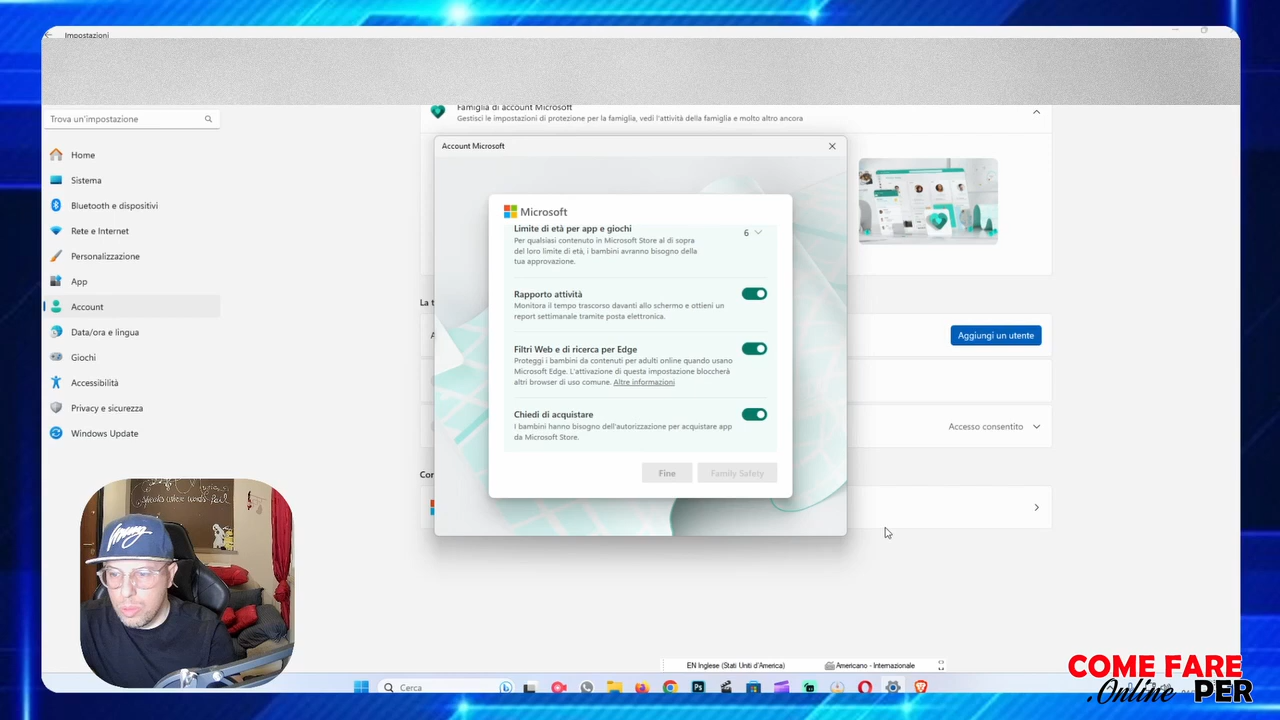 Impostazioni
Famiglia di account Microsoft
Gestisci le impostazioni di protezione per la famiglia, vedi l'attività della famiglia e molto altro ancora
Trova un'impostazione
Home
Sistema
Bluetooth e dispositivi
Rete e Internet
Personalizzazione
App
Account
Data/ora e lingua
Giochi
Accessibilità
Privacy e sicurezza
Windows Update
Account Microsoft
Microsoft
Limite di età per app e giochi
6
Per qualsiasi contenuto in Microsoft Store al di sopra
del loro limite di età, i bambini avranno bisogno della
tua approvazione.
Rapporto attività
Monitora il tempo trascorso davanti allo schermo e ottieni un
report settimanale tramite posta elettronica.
Filtri Web e di ricerca per Edge
Proteggi i bambini da contenuti per adulti online quando usano
Microsoft Edge. L'attivazione di questa impostazione bloccherà
altri browser di uso comune. Altre informazioni
Chiedi di acquistare
I bambini hanno bisogno dell'autorizzazione per acquistare app
da Microsoft Store.
Fine
Family Safety
La t
Aggiungi un utente
Accesso consentito
EN Inglese (Stati Uniti d'America)
Americano - Internazionale
Cerca
COME FARE
.Online PER